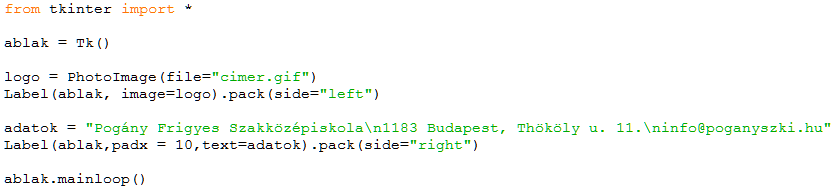 from tkinter import *
ablak = Tk()
logo = PhotoImage(file="cimer.gif")
Label(ablak, image=logo).pack(side="left")
adatok = "Pogány Frigyes Szakközépiskola\n1183 Budapest, Thököly u. 11.\ninfo@poganyszki.hu"
Label(ablak,padx = 10,text=adatok).pack(side="right")
ablak.mainloop()